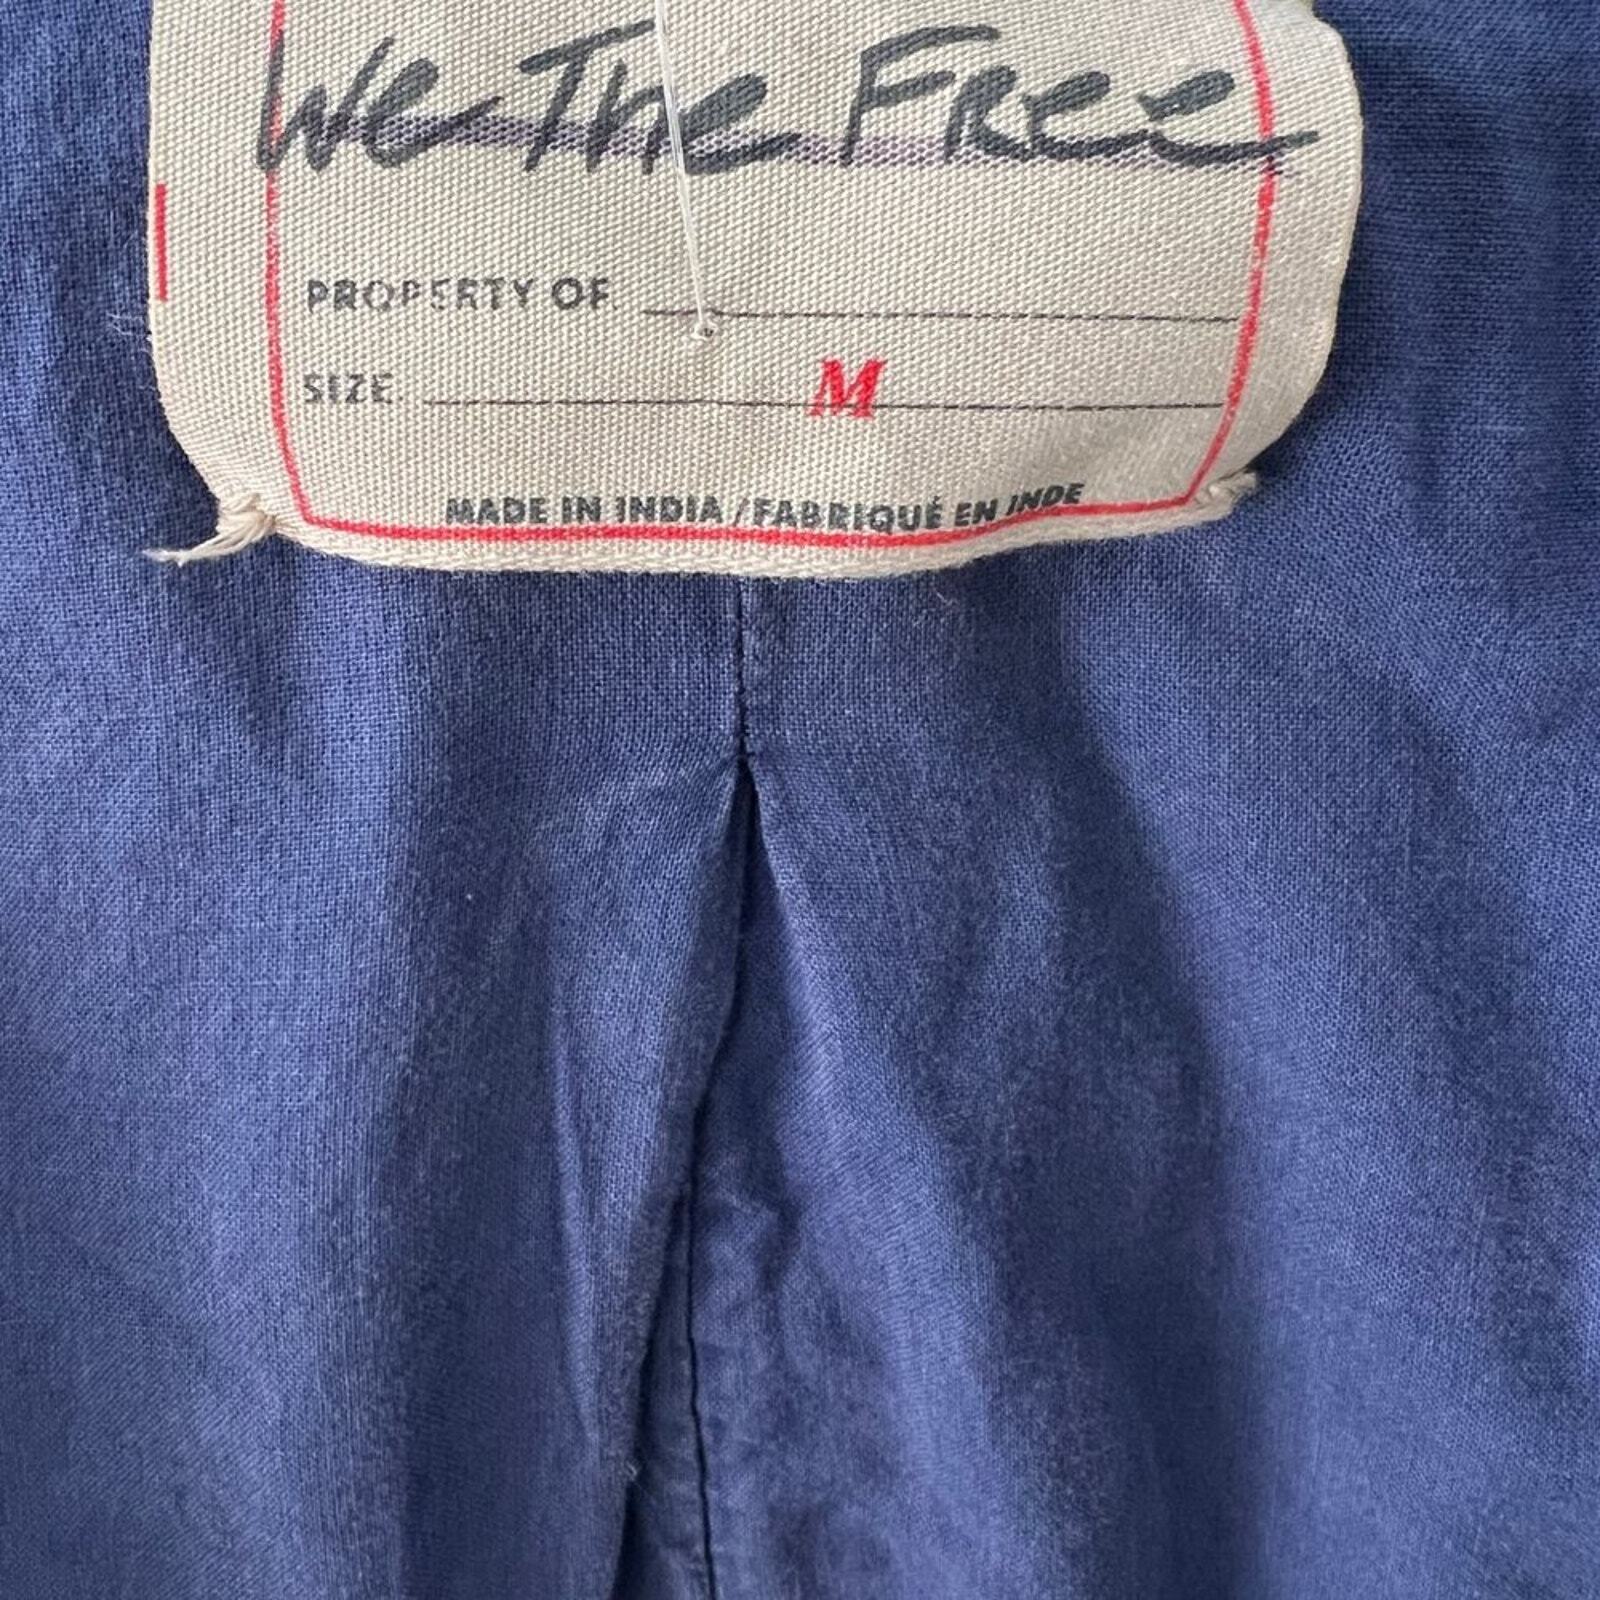 We The Free
PROPERTY OF
SIZE M
MADE IN INDIA / FABRIQUÉ EN INDE